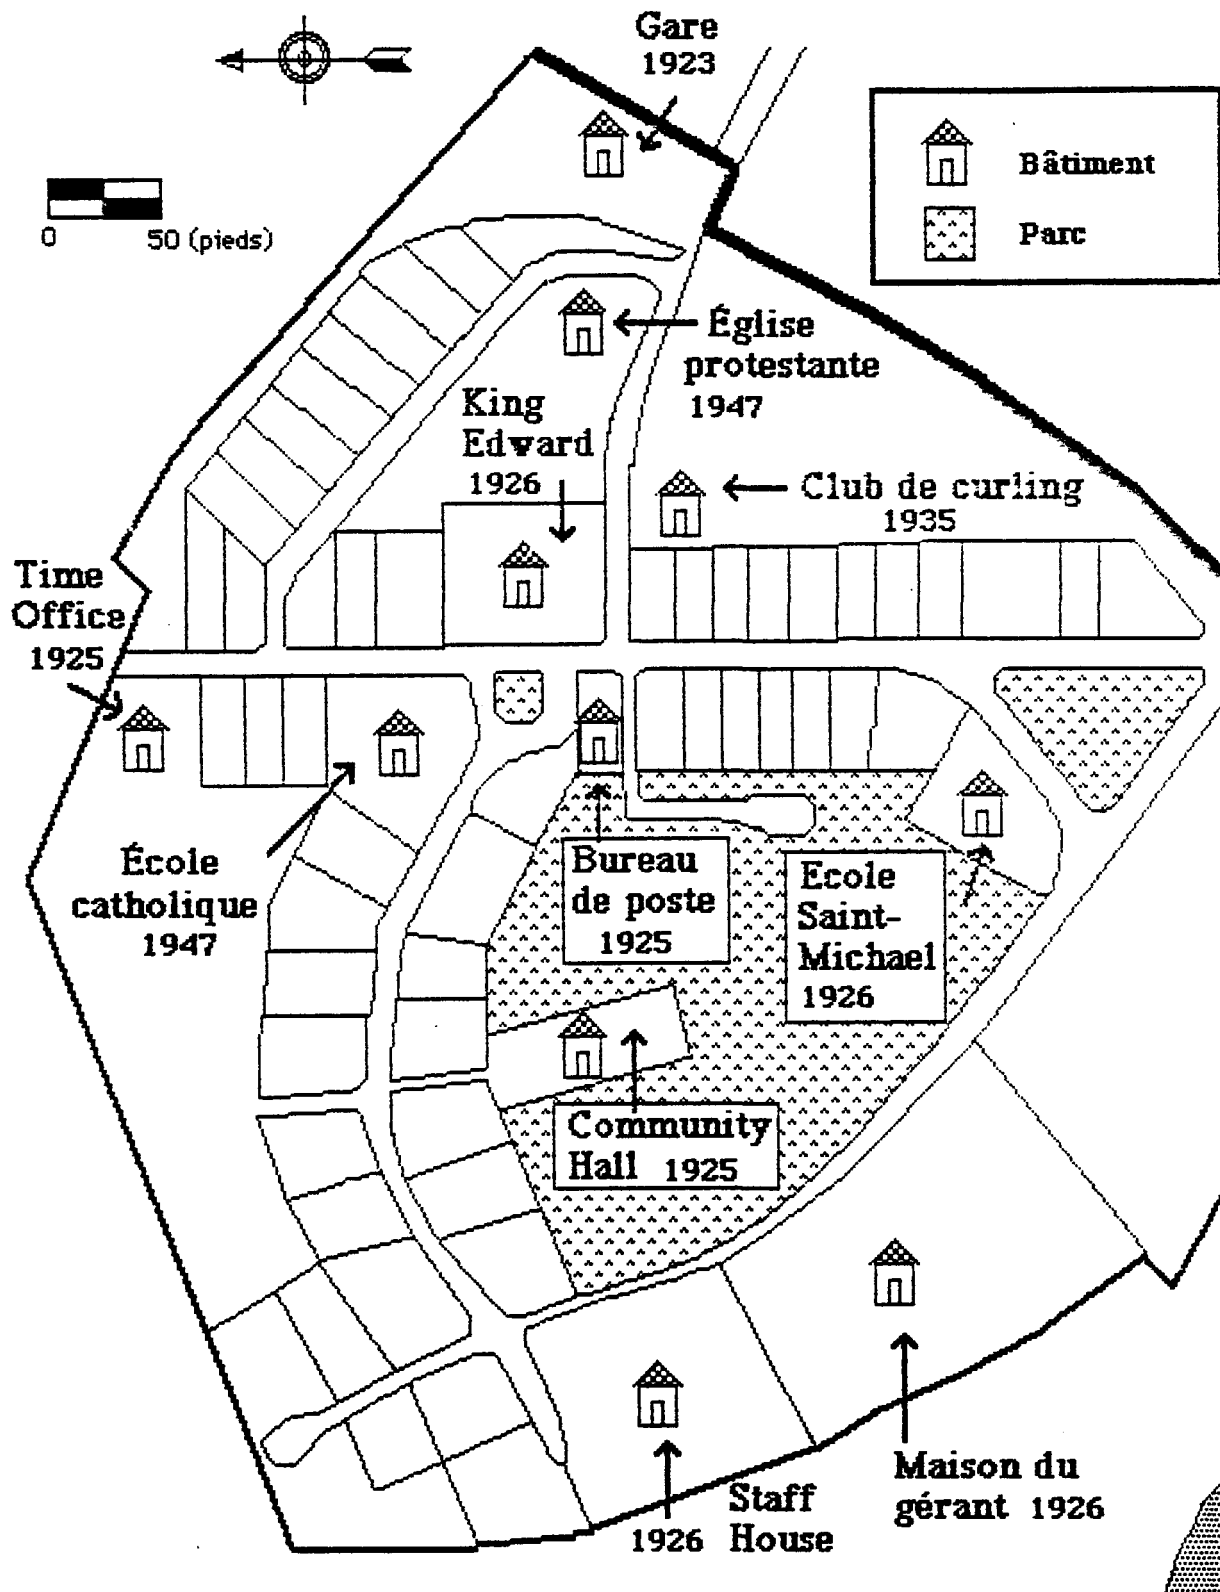 Gare
1923
Bâtiment
Parc
0 50 (pieds)
Église
protestante
1947
King
Edward
1926
Club de curling
1935
Time
Office
1925
École
catholique
1947
Bureau
de poste
1925
Ecole
Saint-
Michael
1926
Community
Hall 1925
Maison du
gérant 1926
Staff
1926 House